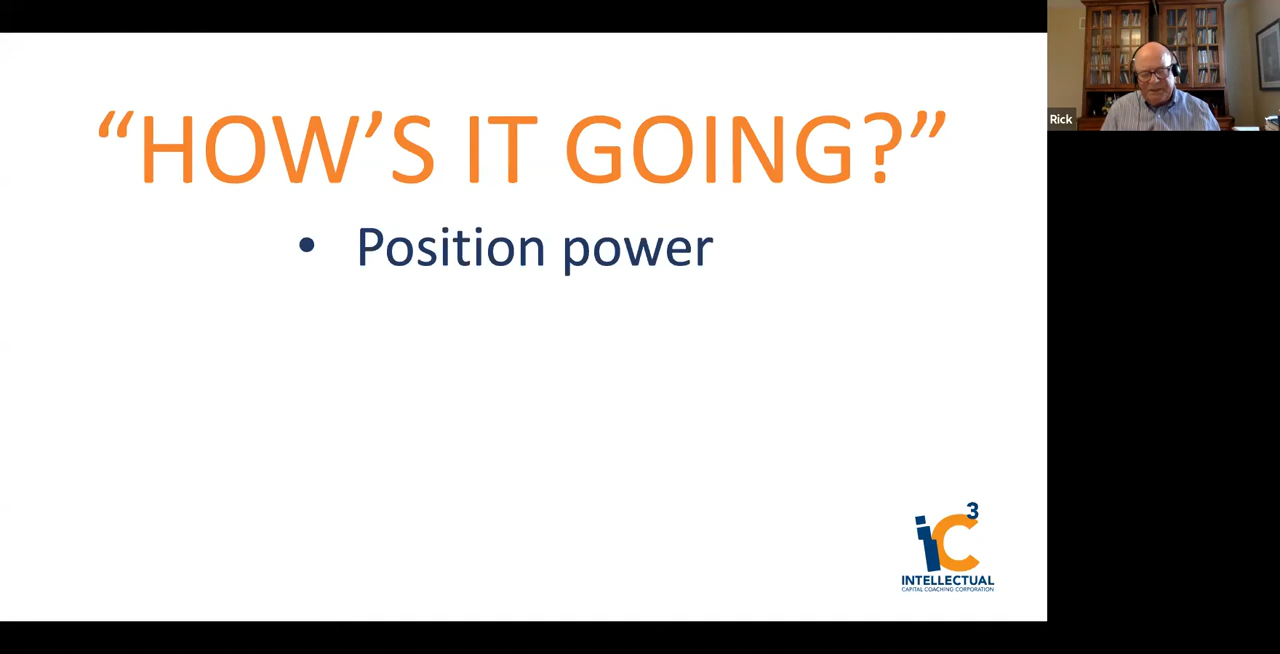 “HOW’S IT GOING?”
• Position power
Rick
iC3
INTELLECTUAL
CAPITAL COACHING CORPORATION